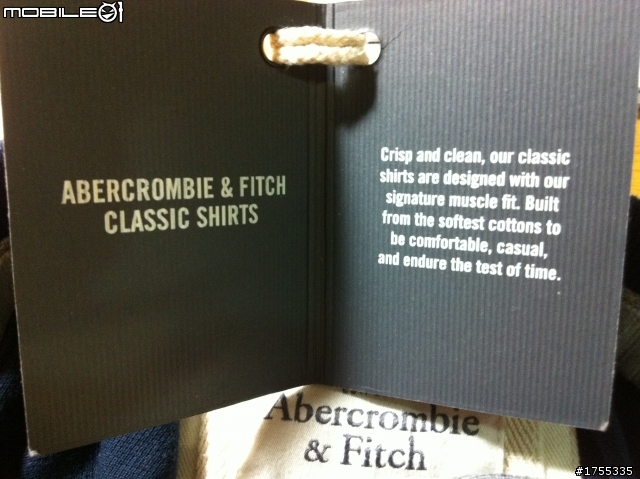 MOBILE01
ABERCROMBIE & FITCH
CLASSIC SHIRTS
Crisp and clean, our classic
shirts are designed with our
signature muscle fit. Built
from the softest cottons to
be comfortable, casual,
and endure the test of time.
Abercrombie
& Fitch
#1755335